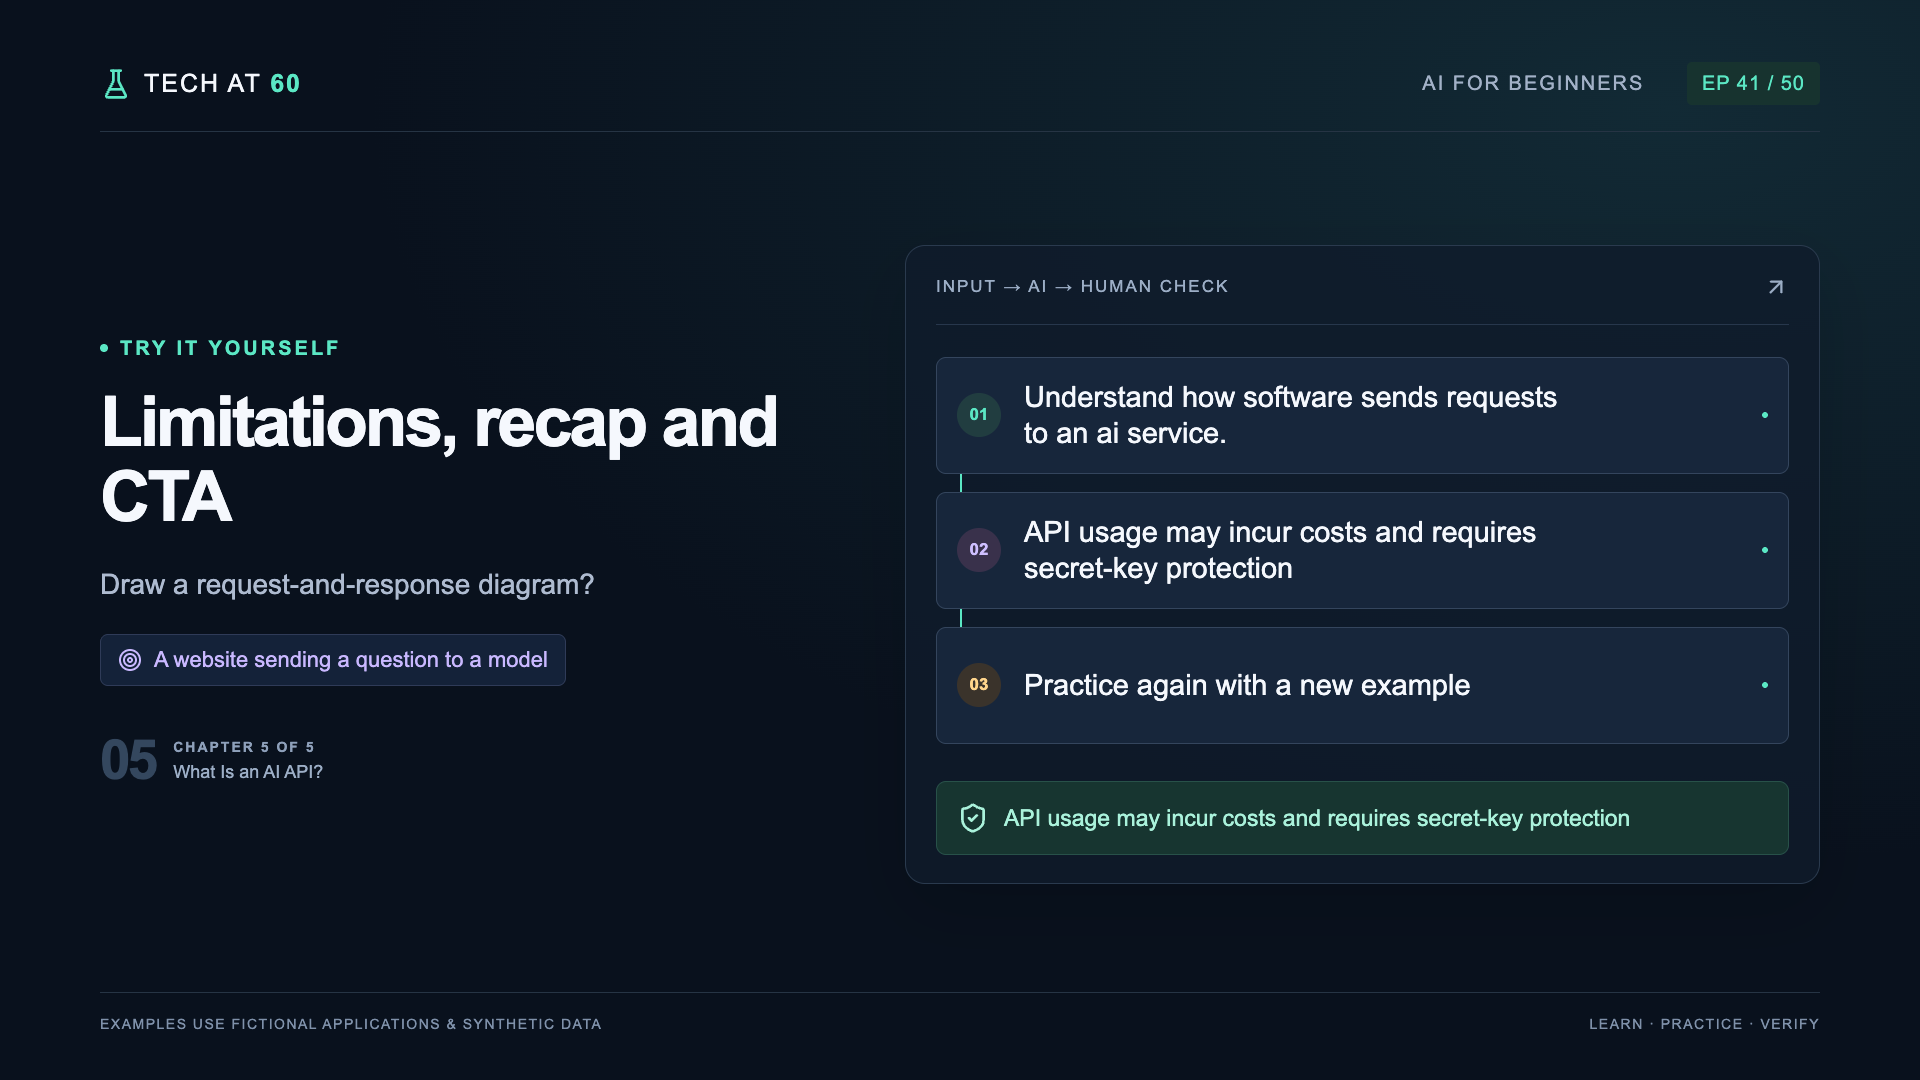 TECH AT 60
AI FOR BEGINNERS
EP 41 / 50
TRY IT YOURSELF
Limitations, recap and
CTA
Draw a request-and-response diagram?
A website sending a question to a model
05
CHAPTER 5 OF 5
What Is an AI API?
INPUT → AI → HUMAN CHECK
01
Understand how software sends requests
to an ai service.
02
API usage may incur costs and requires
secret-key protection
03
Practice again with a new example
API usage may incur costs and requires secret-key protection
EXAMPLES USE FICTIONAL APPLICATIONS & SYNTHETIC DATA
LEARN · PRACTICE · VERIFY